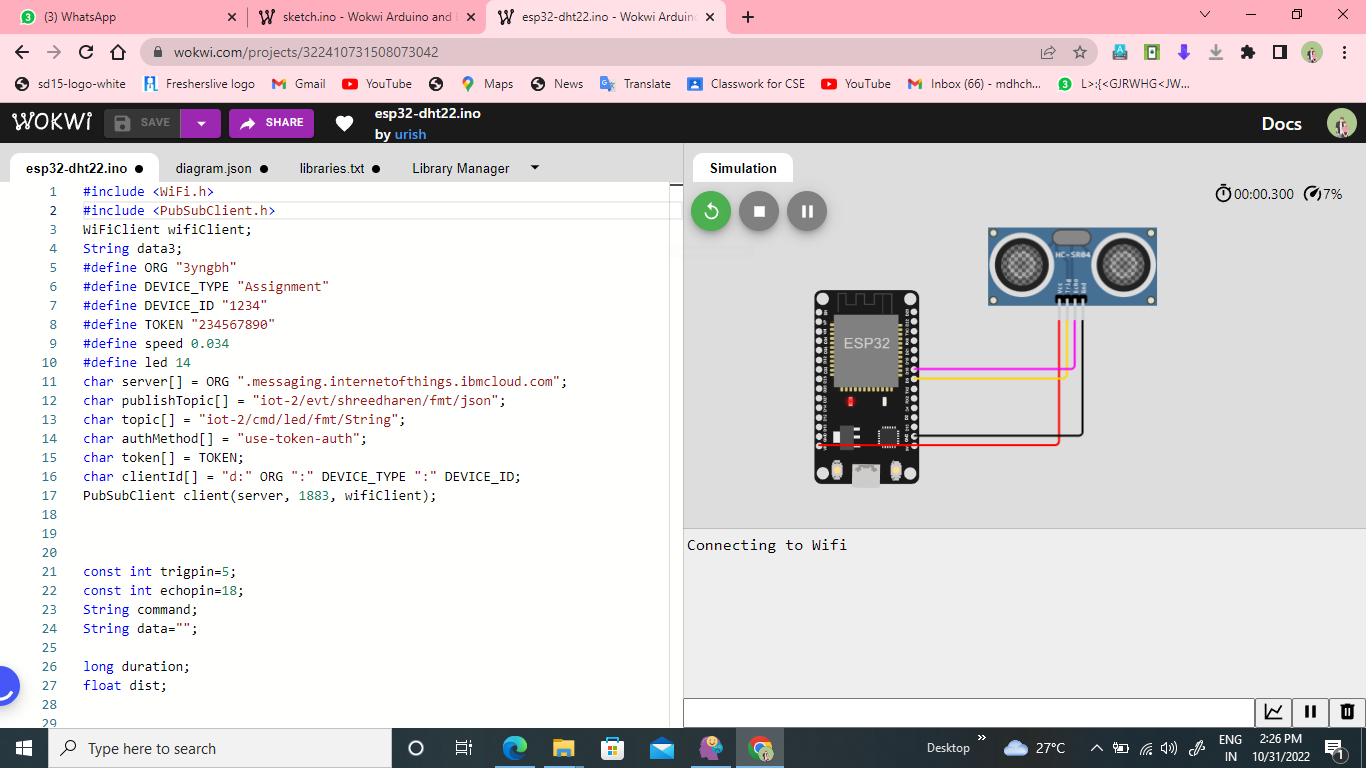 (3) WhatsApp
sketch.ino - Wokwi Arduino and
esp32-dht22.ino - Wokwi Arduin
wokwi.com/projects/322410731508073042
sd15-logo-white
Fresherslive logo
Gmail
YouTube
Maps
News
Translate
Classwork for CSE
YouTube
Inbox (66) - mdhch...
L>:{<GJRWHG<JW...
WOKWI
SAVE
SHARE
esp32-dht22.ino
by urish
Docs
esp32-dht22.ino
diagram.json
libraries.txt
Library Manager
1 #include <WiFi.h>
2 #include <PubSubClient.h>
3 WiFiClient wifiClient;
4 String data3;
5 #define ORG "3yngbh"
6 #define DEVICE_TYPE "Assignment"
7 #define DEVICE_ID "1234"
8 #define TOKEN "234567890"
9 #define speed 0.034
10 #define led 14
11 char server[] = ORG ".messaging.internetofthings.ibmcloud.com";
12 char publishTopic[] = "iot-2/evt/shreedharen/fmt/json";
13 char topic[] = "iot-2/cmd/led/fmt/String";
14 char authMethod[] = "use-token-auth";
15 char token[] = TOKEN;
16 char clientId[] = "d:" ORG ":" DEVICE_TYPE ":" DEVICE_ID;
17 PubSubClient client(server, 1883, wifiClient);
18
19
20
21 const int trigpin=5;
22 const int echopin=18;
23 String command;
24 String data="";
25
26 long duration;
27 float dist;
28
29
Simulation
00:00.300
7%
HC-SR04
Vcc
Trig
Echo
Gnd
ESP32
Connecting to Wifi
Type here to search
Desktop
27°C
ENG
IN
2:26 PM
10/31/2022
1